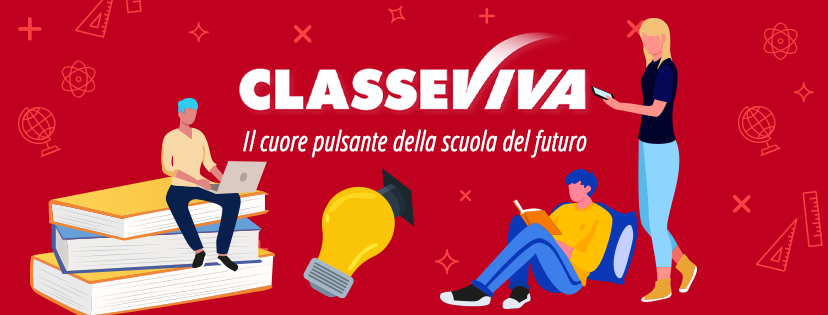 CLASSEVIVA
Il cuore pulsante della scuola del futuro